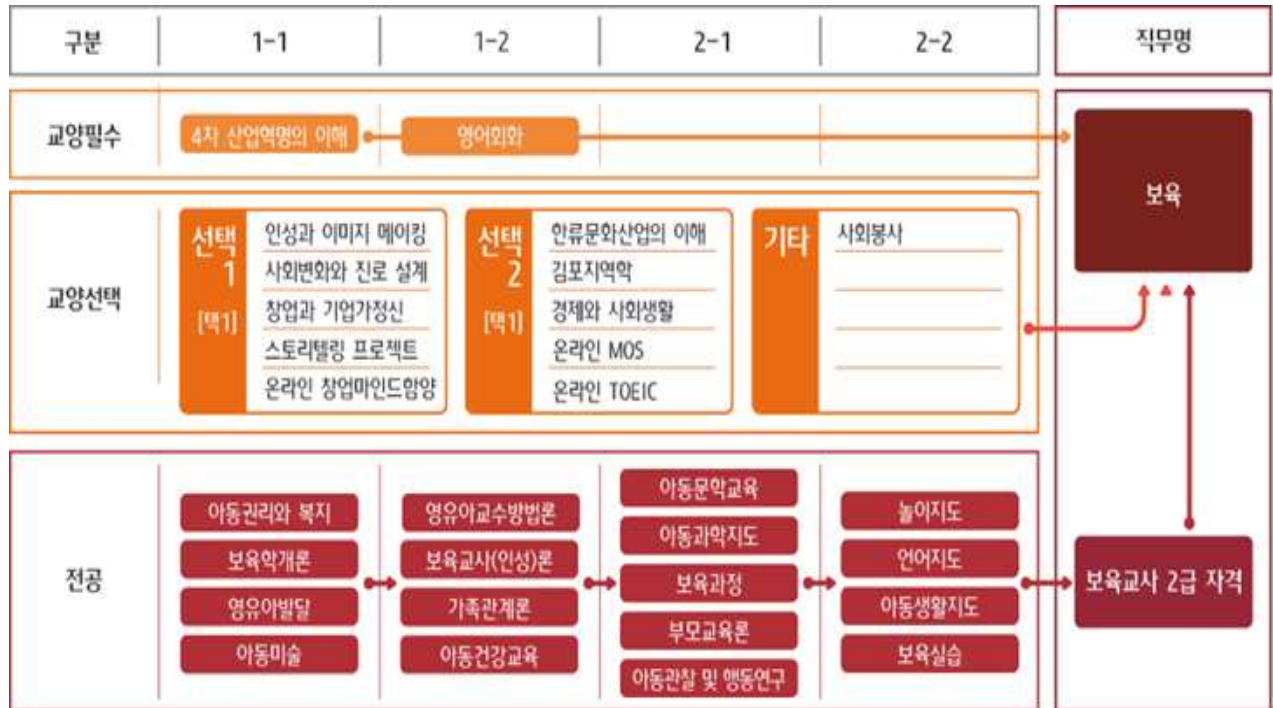 구분 1-1 1-2 2-1 2-2 직무명
교양필수 4차 산업혁명의 이해 영어회화
보육
교양선택
선택
1
[택1]
인성과 이미지 메이킹
사회변화와 진로 설계
창업과 기업가정신
스토리텔링 프로젝트
온라인 창업마인드함양
선택
2
[택1]
한류문화산업의 이해
김포지역학
경제와 사회생활
온라인 MOS
온라인 TOEIC
기타
사회봉사
전공
아동권리와 복지
보육학개론
영유아발달
아동미술
영유아교수방법론
보육교사(인성)론
가족관계론
아동건강교육
아동문학교육
아동과학지도
보육과정
부모교육론
아동관찰 및 행동연구
놀이지도
언어지도
아동생활지도
보육실습
보육교사 2급 자격